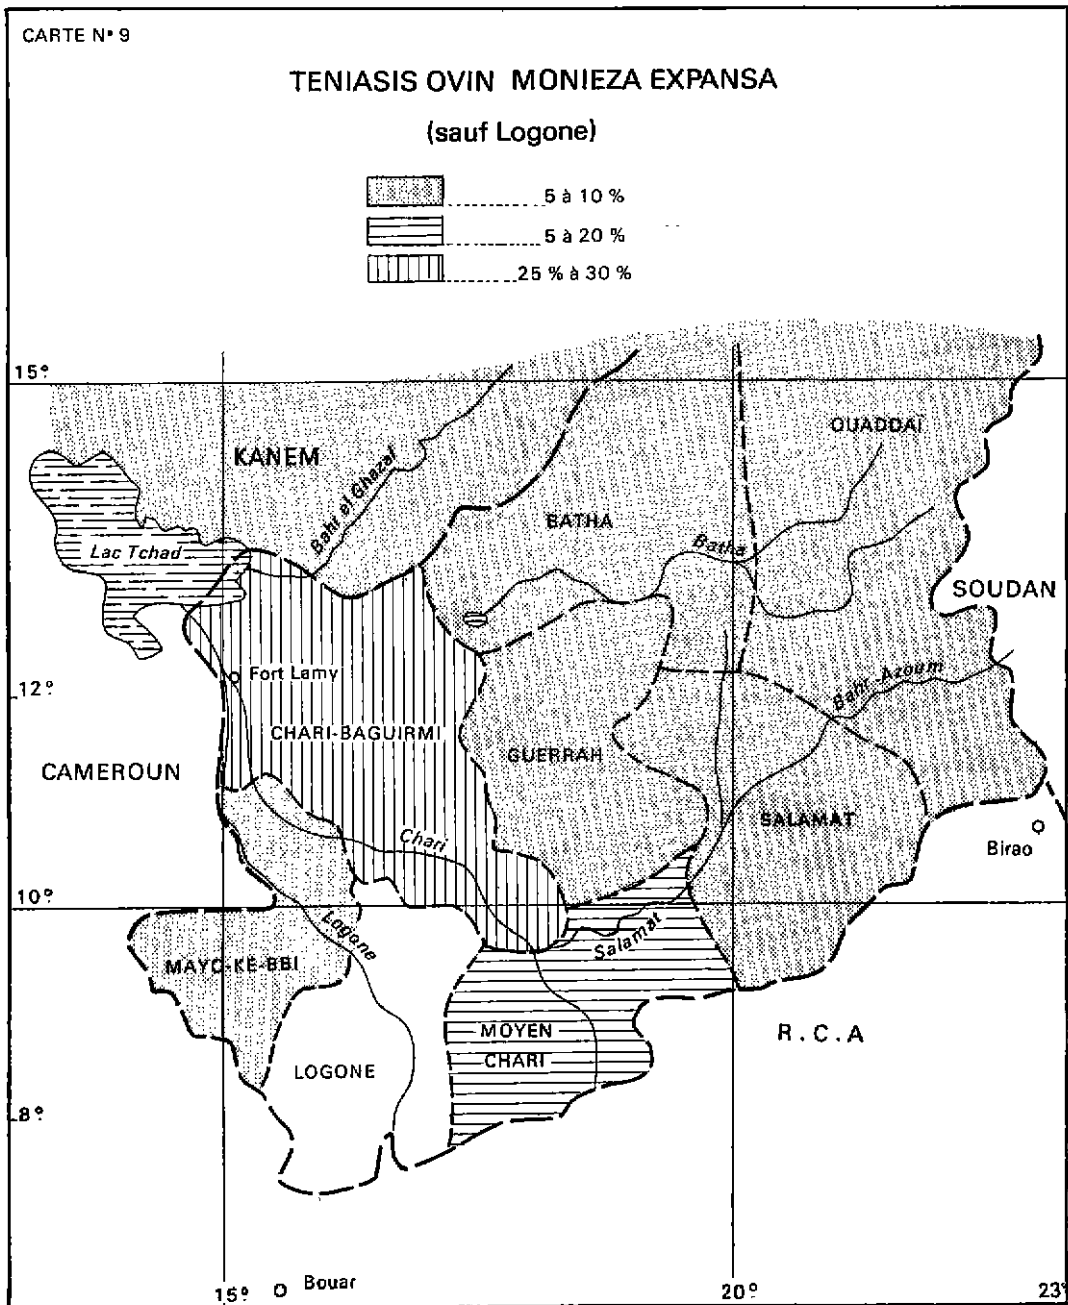 CARTE N° 9
TENIASIS OVIN MONIEZA EXPANSA
(sauf Logone)
5 à 10 %
5 à 20 %
25 % à 30 %
15°
OUADDAÏ
KANEM
Bahr el Ghazal
BATHA
Batha
Lac Tchad
SOUDAN
Fort Lamy
12°
Bahr-Azoum
CHARI-BAGUIRMI
GUERRAH
CAMEROUN
SALAMAT
Chari
Birao
10°
Logone
Salamat
MAYO-KE-BBI
MOYEN
CHARI
R.C.A
LOGONE
8°
Bouar
15°
20°
23°